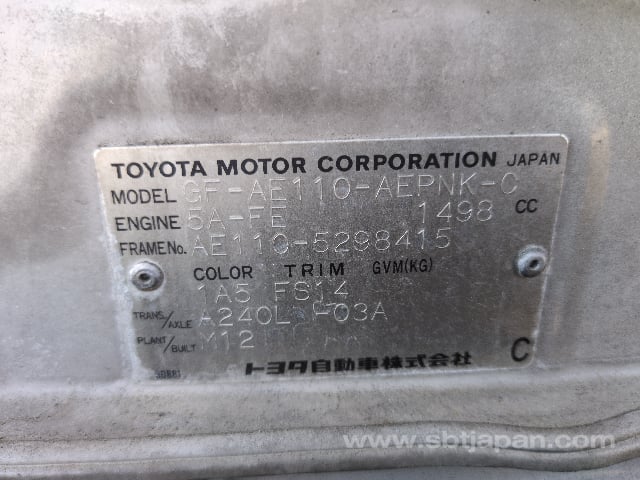 TOYOTA MOTOR CORPORATION JAPAN
MODEL GF-AE110-AEPNK-C
ENGINE 5A-FE 1498 CC
FRAME No. AE110-5298415
COLOR TRIM GVM(KG)
1A5 FS14
TRANS./AXLE A240L F03A
PLANT/BUILT M12
トヨタ自動車株式会社 C
www.sbtjapan.com